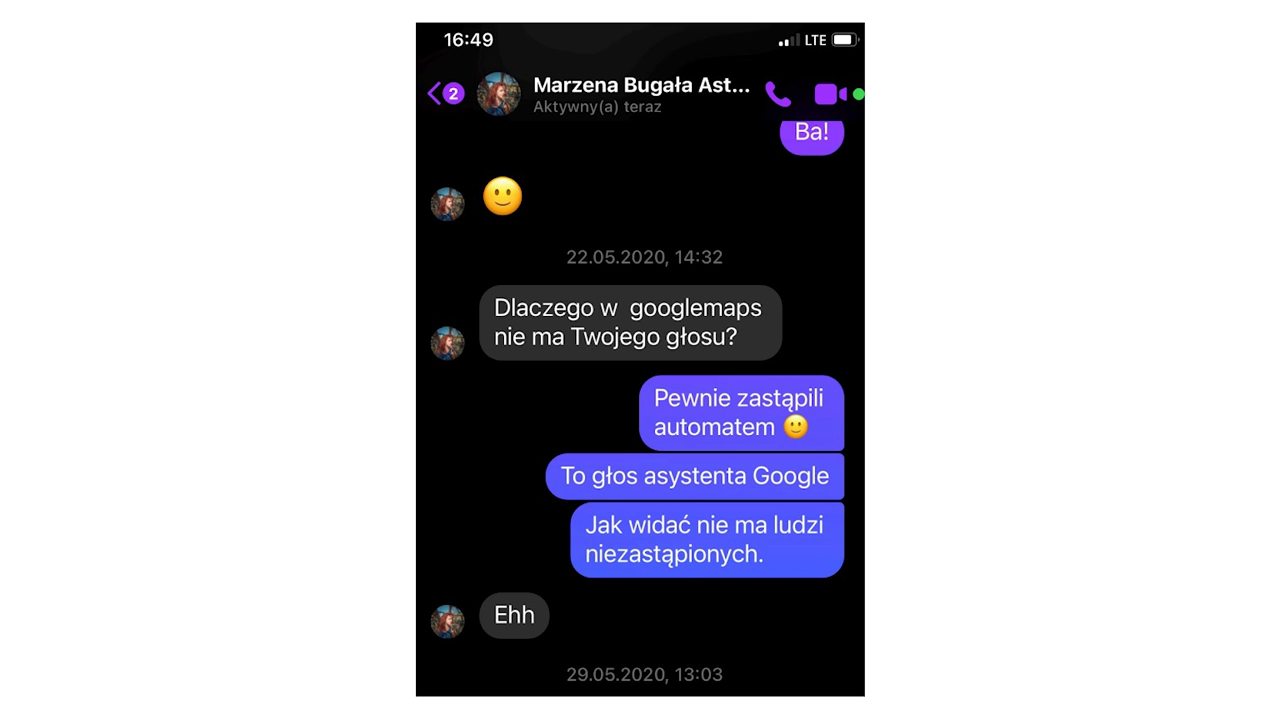 16:49
LTE
2
Marzena Bugała Ast...
Aktywny(a) teraz
Ba!
22.05.2020, 14:32
Dlaczego w  googlemaps
nie ma Twojego głosu?
Pewnie zastąpili
automatem 🙂
To głos asystenta Google
Jak widać nie ma ludzi
niezastąpionych.
Ehh
29.05.2020, 13:03